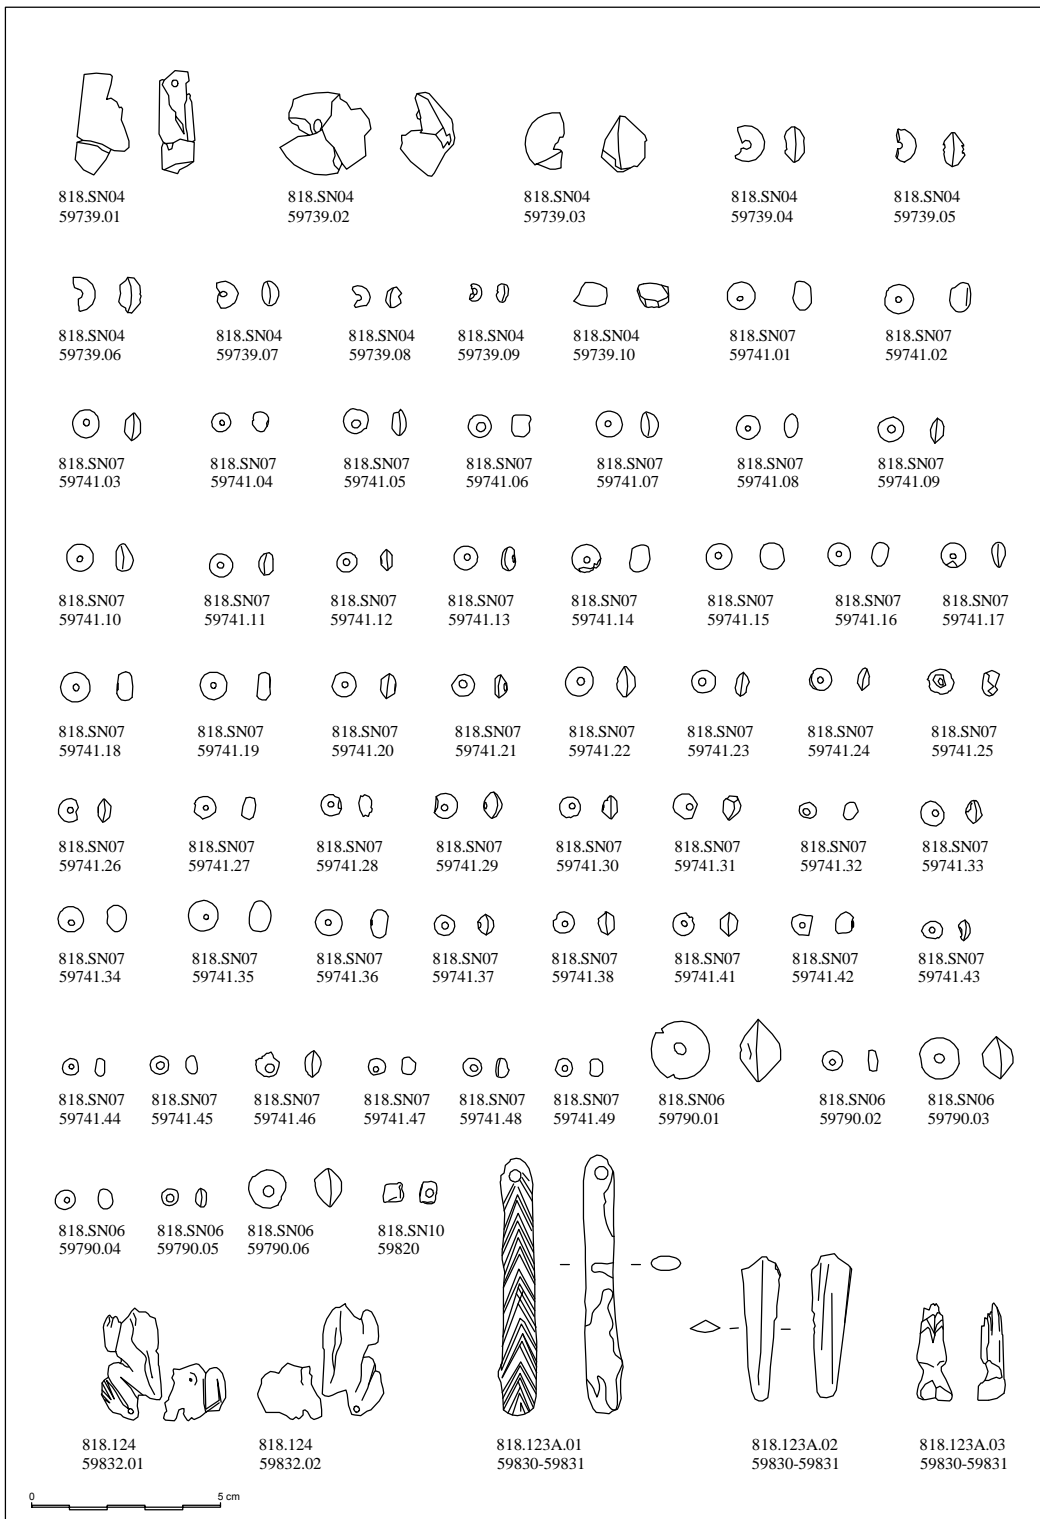 818.SN04
59739.01
818.SN04
59739.02
818.SN04
59739.03
818.SN04
59739.04
818.SN04
59739.05
818.SN04
59739.06
818.SN04
59739.07
818.SN04
59739.08
818.SN04
59739.09
818.SN04
59739.10
818.SN07
59741.01
818.SN07
59741.02
818.SN07
59741.03
818.SN07
59741.04
818.SN07
59741.05
818.SN07
59741.06
818.SN07
59741.07
818.SN07
59741.08
818.SN07
59741.09
818.SN07
59741.10
818.SN07
59741.11
818.SN07
59741.12
818.SN07
59741.13
818.SN07
59741.14
818.SN07
59741.15
818.SN07
59741.16
818.SN07
59741.17
818.SN07
59741.18
818.SN07
59741.19
818.SN07
59741.20
818.SN07
59741.21
818.SN07
59741.22
818.SN07
59741.23
818.SN07
59741.24
818.SN07
59741.25
818.SN07
59741.26
818.SN07
59741.27
818.SN07
59741.28
818.SN07
59741.29
818.SN07
59741.30
818.SN07
59741.31
818.SN07
59741.32
818.SN07
59741.33
818.SN07
59741.34
818.SN07
59741.35
818.SN07
59741.36
818.SN07
59741.37
818.SN07
59741.38
818.SN07
59741.41
818.SN07
59741.42
818.SN07
59741.43
818.SN07
59741.44
818.SN07
59741.45
818.SN07
59741.46
818.SN07
59741.47
818.SN07
59741.48
818.SN07
59741.49
818.SN06
59790.01
818.SN06
59790.02
818.SN06
59790.03
818.SN06
59790.04
818.SN06
59790.05
818.SN06
59790.06
818.SN10
59820
818.124
59832.01
818.124
59832.02
818.123A.01
59830-59831
818.123A.02
59830-59831
818.123A.03
59830-59831
0 5 cm